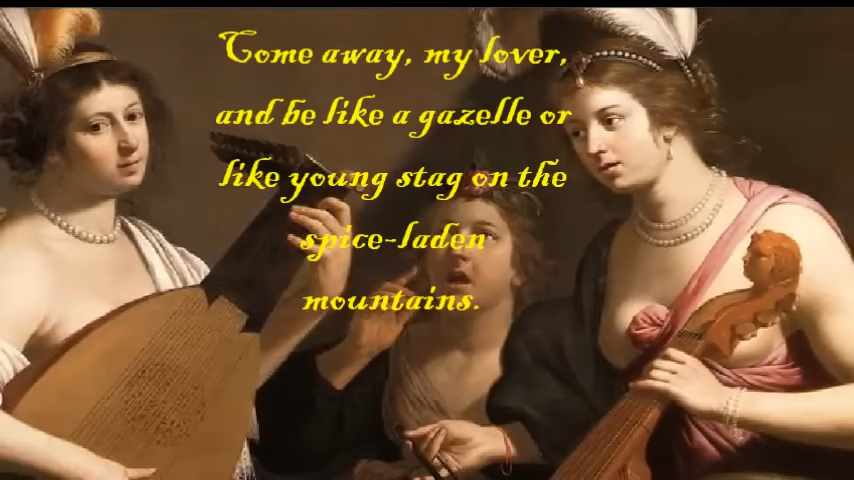 Come away, my lover,
and be like a gazelle or
like young stag on the
spice-laden
mountains.